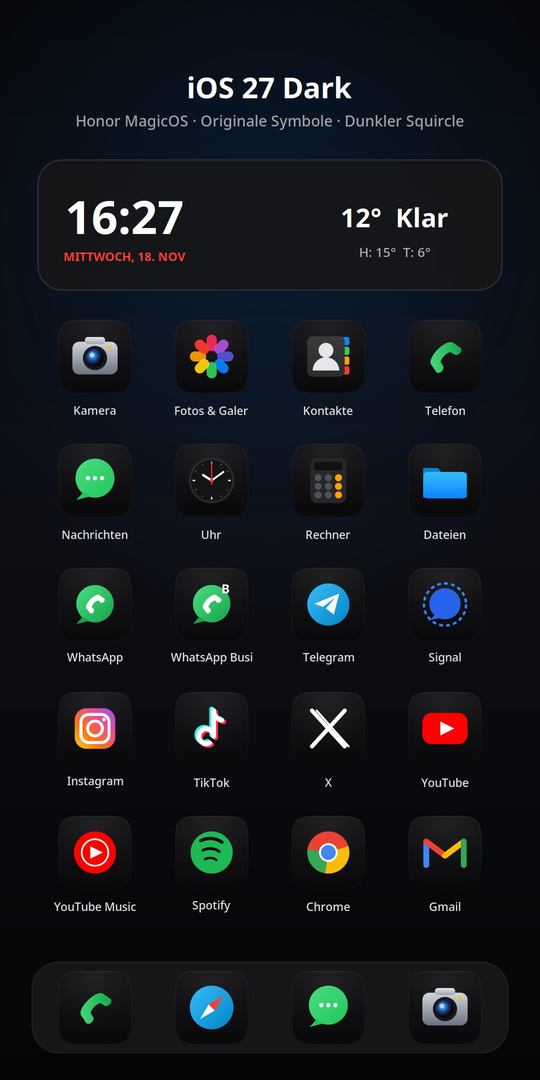 iOS 27 Dark
Honor MagicOS · Originale Symbole · Dunkler Squircle
16:27
12° Klar
MITTWOCH, 18. NOV
H: 15° T: 6°
Kamera
Fotos & Galer
Kontakte
Telefon
Nachrichten
Uhr
Rechner
Dateien
B
WhatsApp
WhatsApp Busi
Telegram
Signal
Instagram
TikTok
X
YouTube
YouTube Music
Spotify
Chrome
Gmail